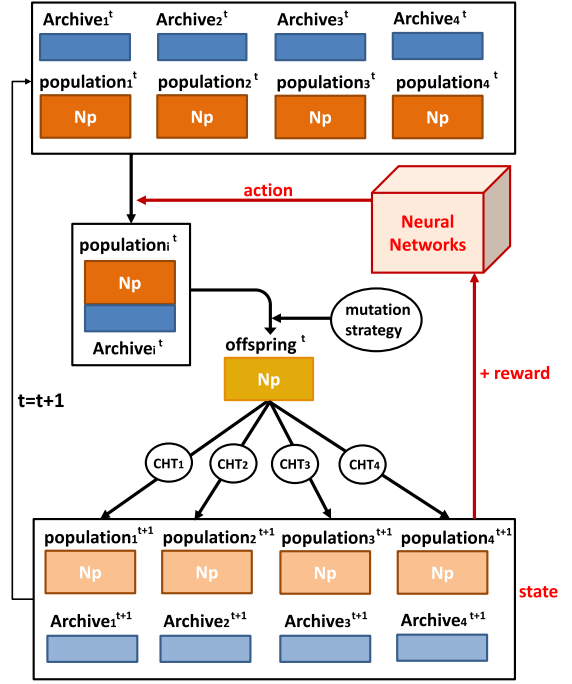 Archive₁ᵗ Archive₂ᵗ Archive₃ᵗ Archive₄ᵗ
population₁ᵗ population₂ᵗ population₃ᵗ population₄ᵗ
Np Np Np Np
action
Neural
Networks
populationᵢᵗ
Np
Archiveᵢᵗ
mutation
strategy
offspring ᵗ
Np
+ reward
t=t+1
CHT₁ CHT₂ CHT₃ CHT₄
population₁ᵗ⁺¹ population₂ᵗ⁺¹ population₃ᵗ⁺¹ population₄ᵗ⁺¹
Np Np Np Np
state
Archive₁ᵗ⁺¹ Archive₂ᵗ⁺¹ Archive₃ᵗ⁺¹ Archive₄ᵗ⁺¹